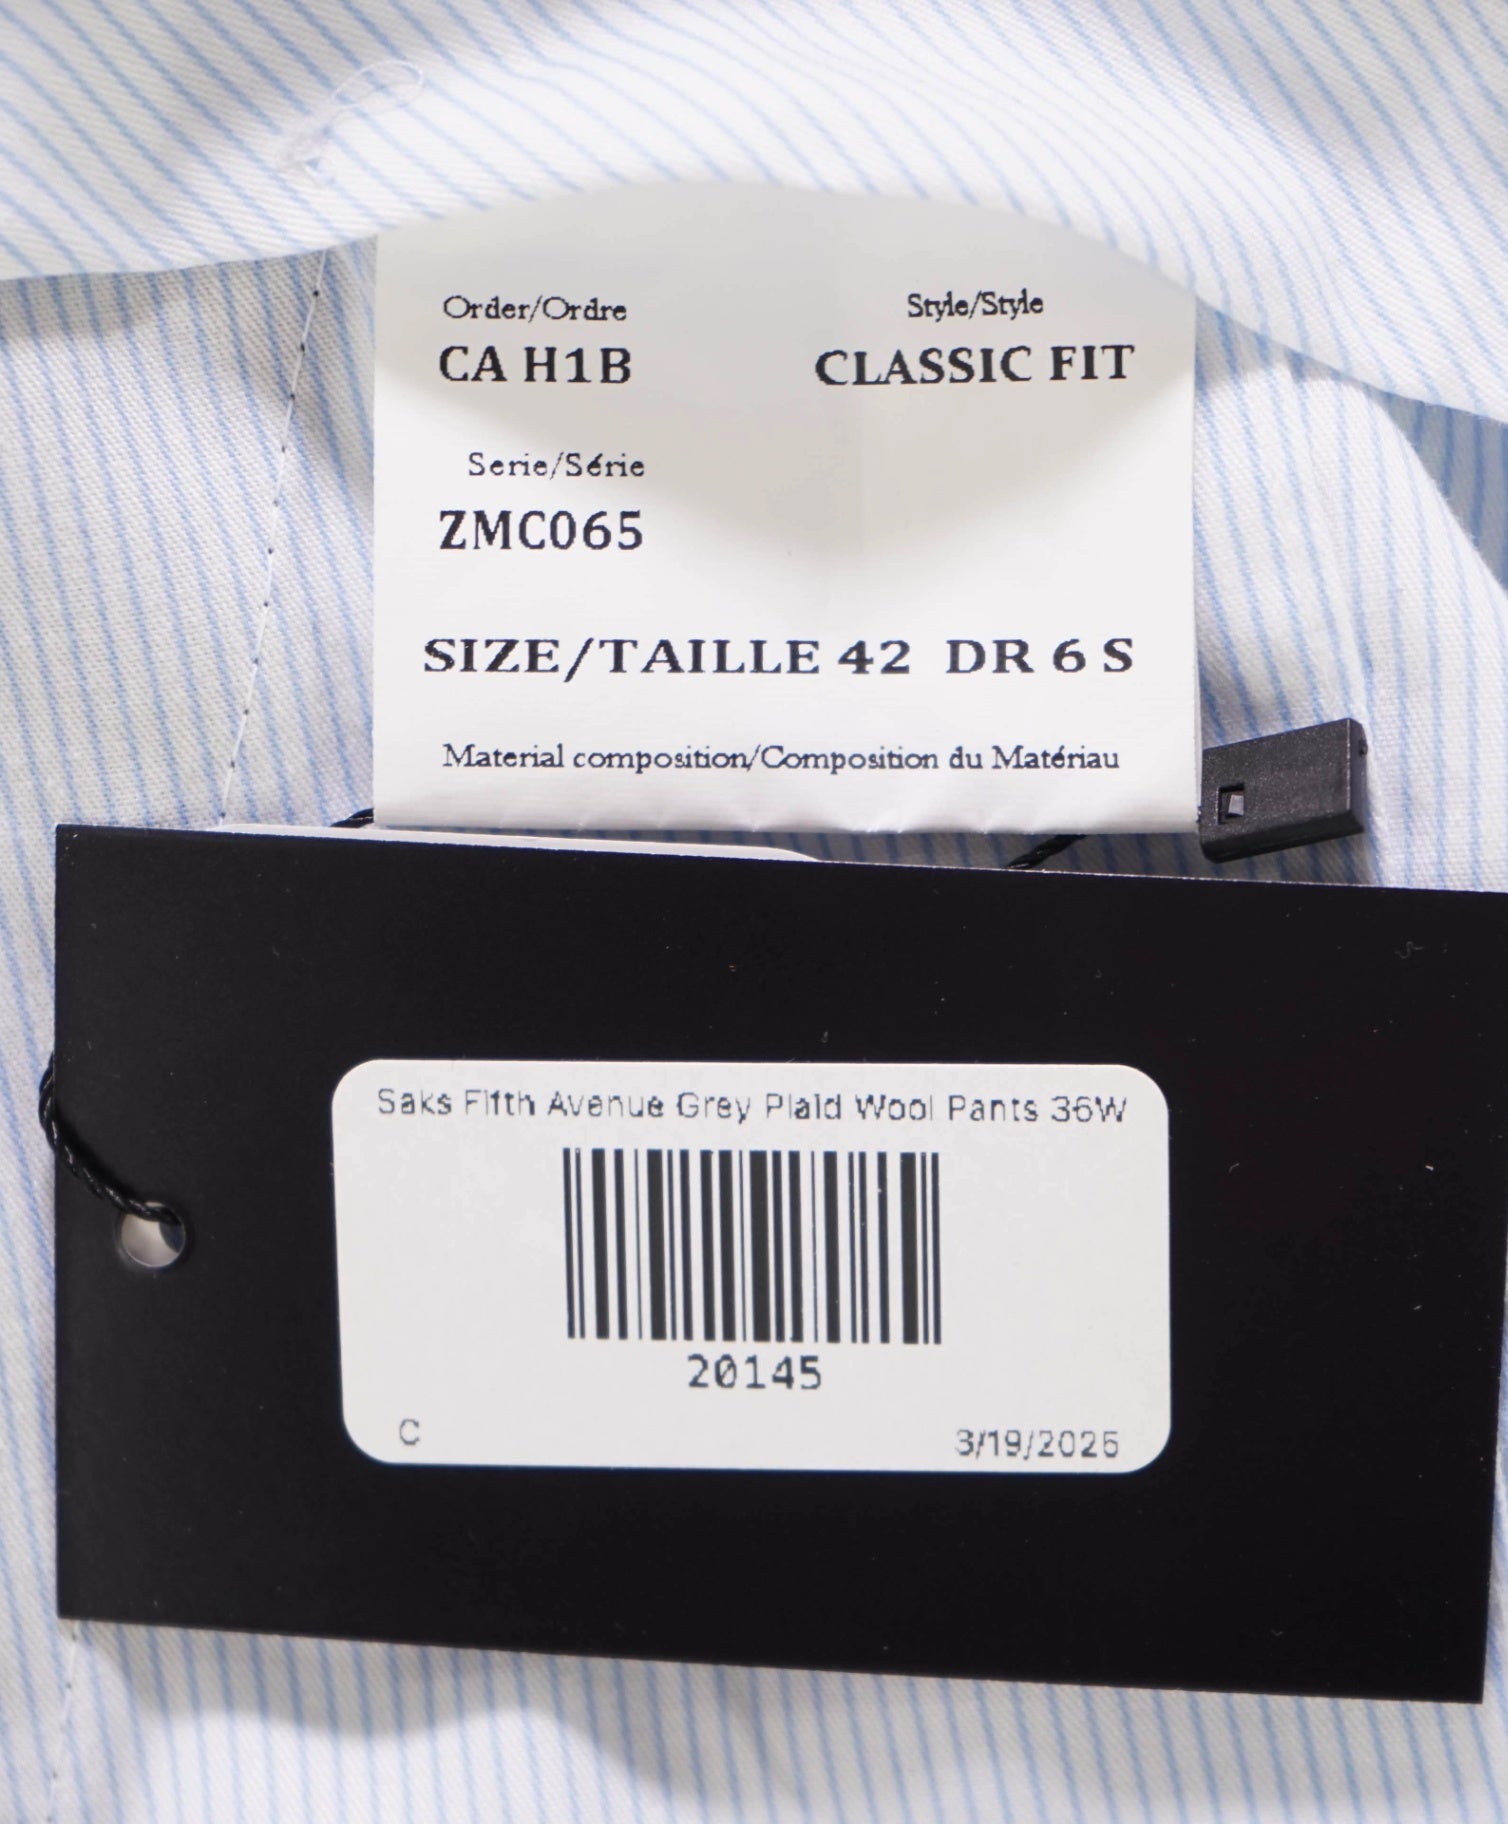 Order/Ordre Style/Style
CA H1B CLASSIC FIT
Serie/Série
ZMC065
SIZE/TAILLE 42 DR 6 S
Material composition/Composition du Matériau
Saks Fifth Avenue Grey Plaid Wool Pants 36W
20145
C 3/19/2025